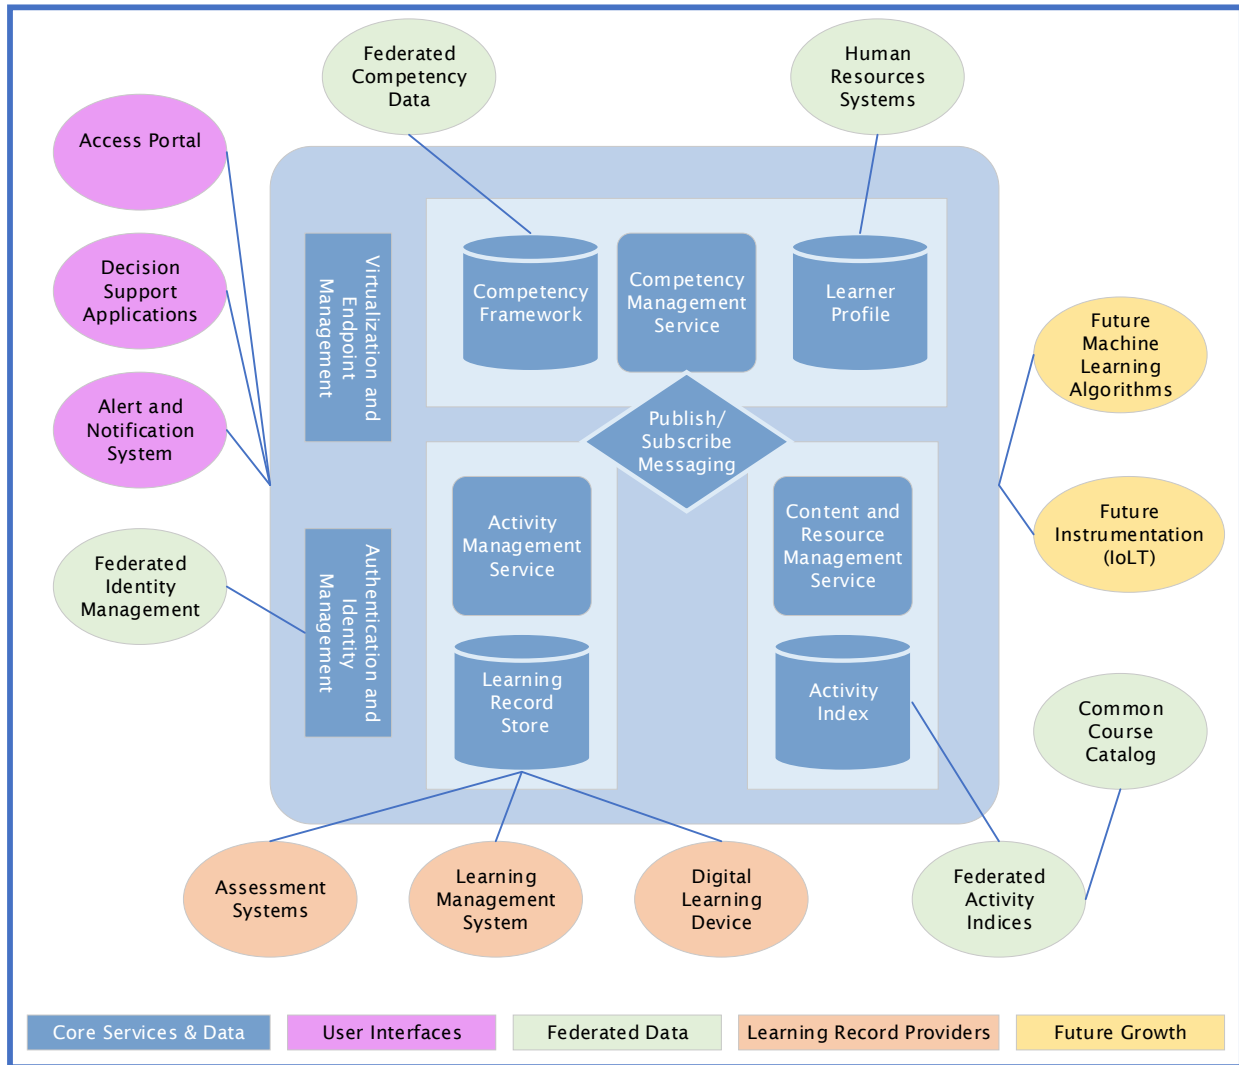 Federated
Competency
Data
Human
Resources
Systems
Access Portal
Decision
Support
Applications
Alert and
Notification
System
Federated
Identity
Management
Virtualization and
Endpoint
Management
Authentication and
Identity
Management
Competency
Framework
Competency
Management
Service
Learner
Profile
Publish/
Subscribe
Messaging
Activity
Management
Service
Content and
Resource
Management
Service
Learning
Record
Store
Activity
Index
Future
Machine
Learning
Algorithms
Future
Instrumentation
(IoLT)
Common
Course
Catalog
Assessment
Systems
Learning
Management
System
Digital
Learning
Device
Federated
Activity
Indices
Core Services & Data
User Interfaces
Federated Data
Learning Record Providers
Future Growth